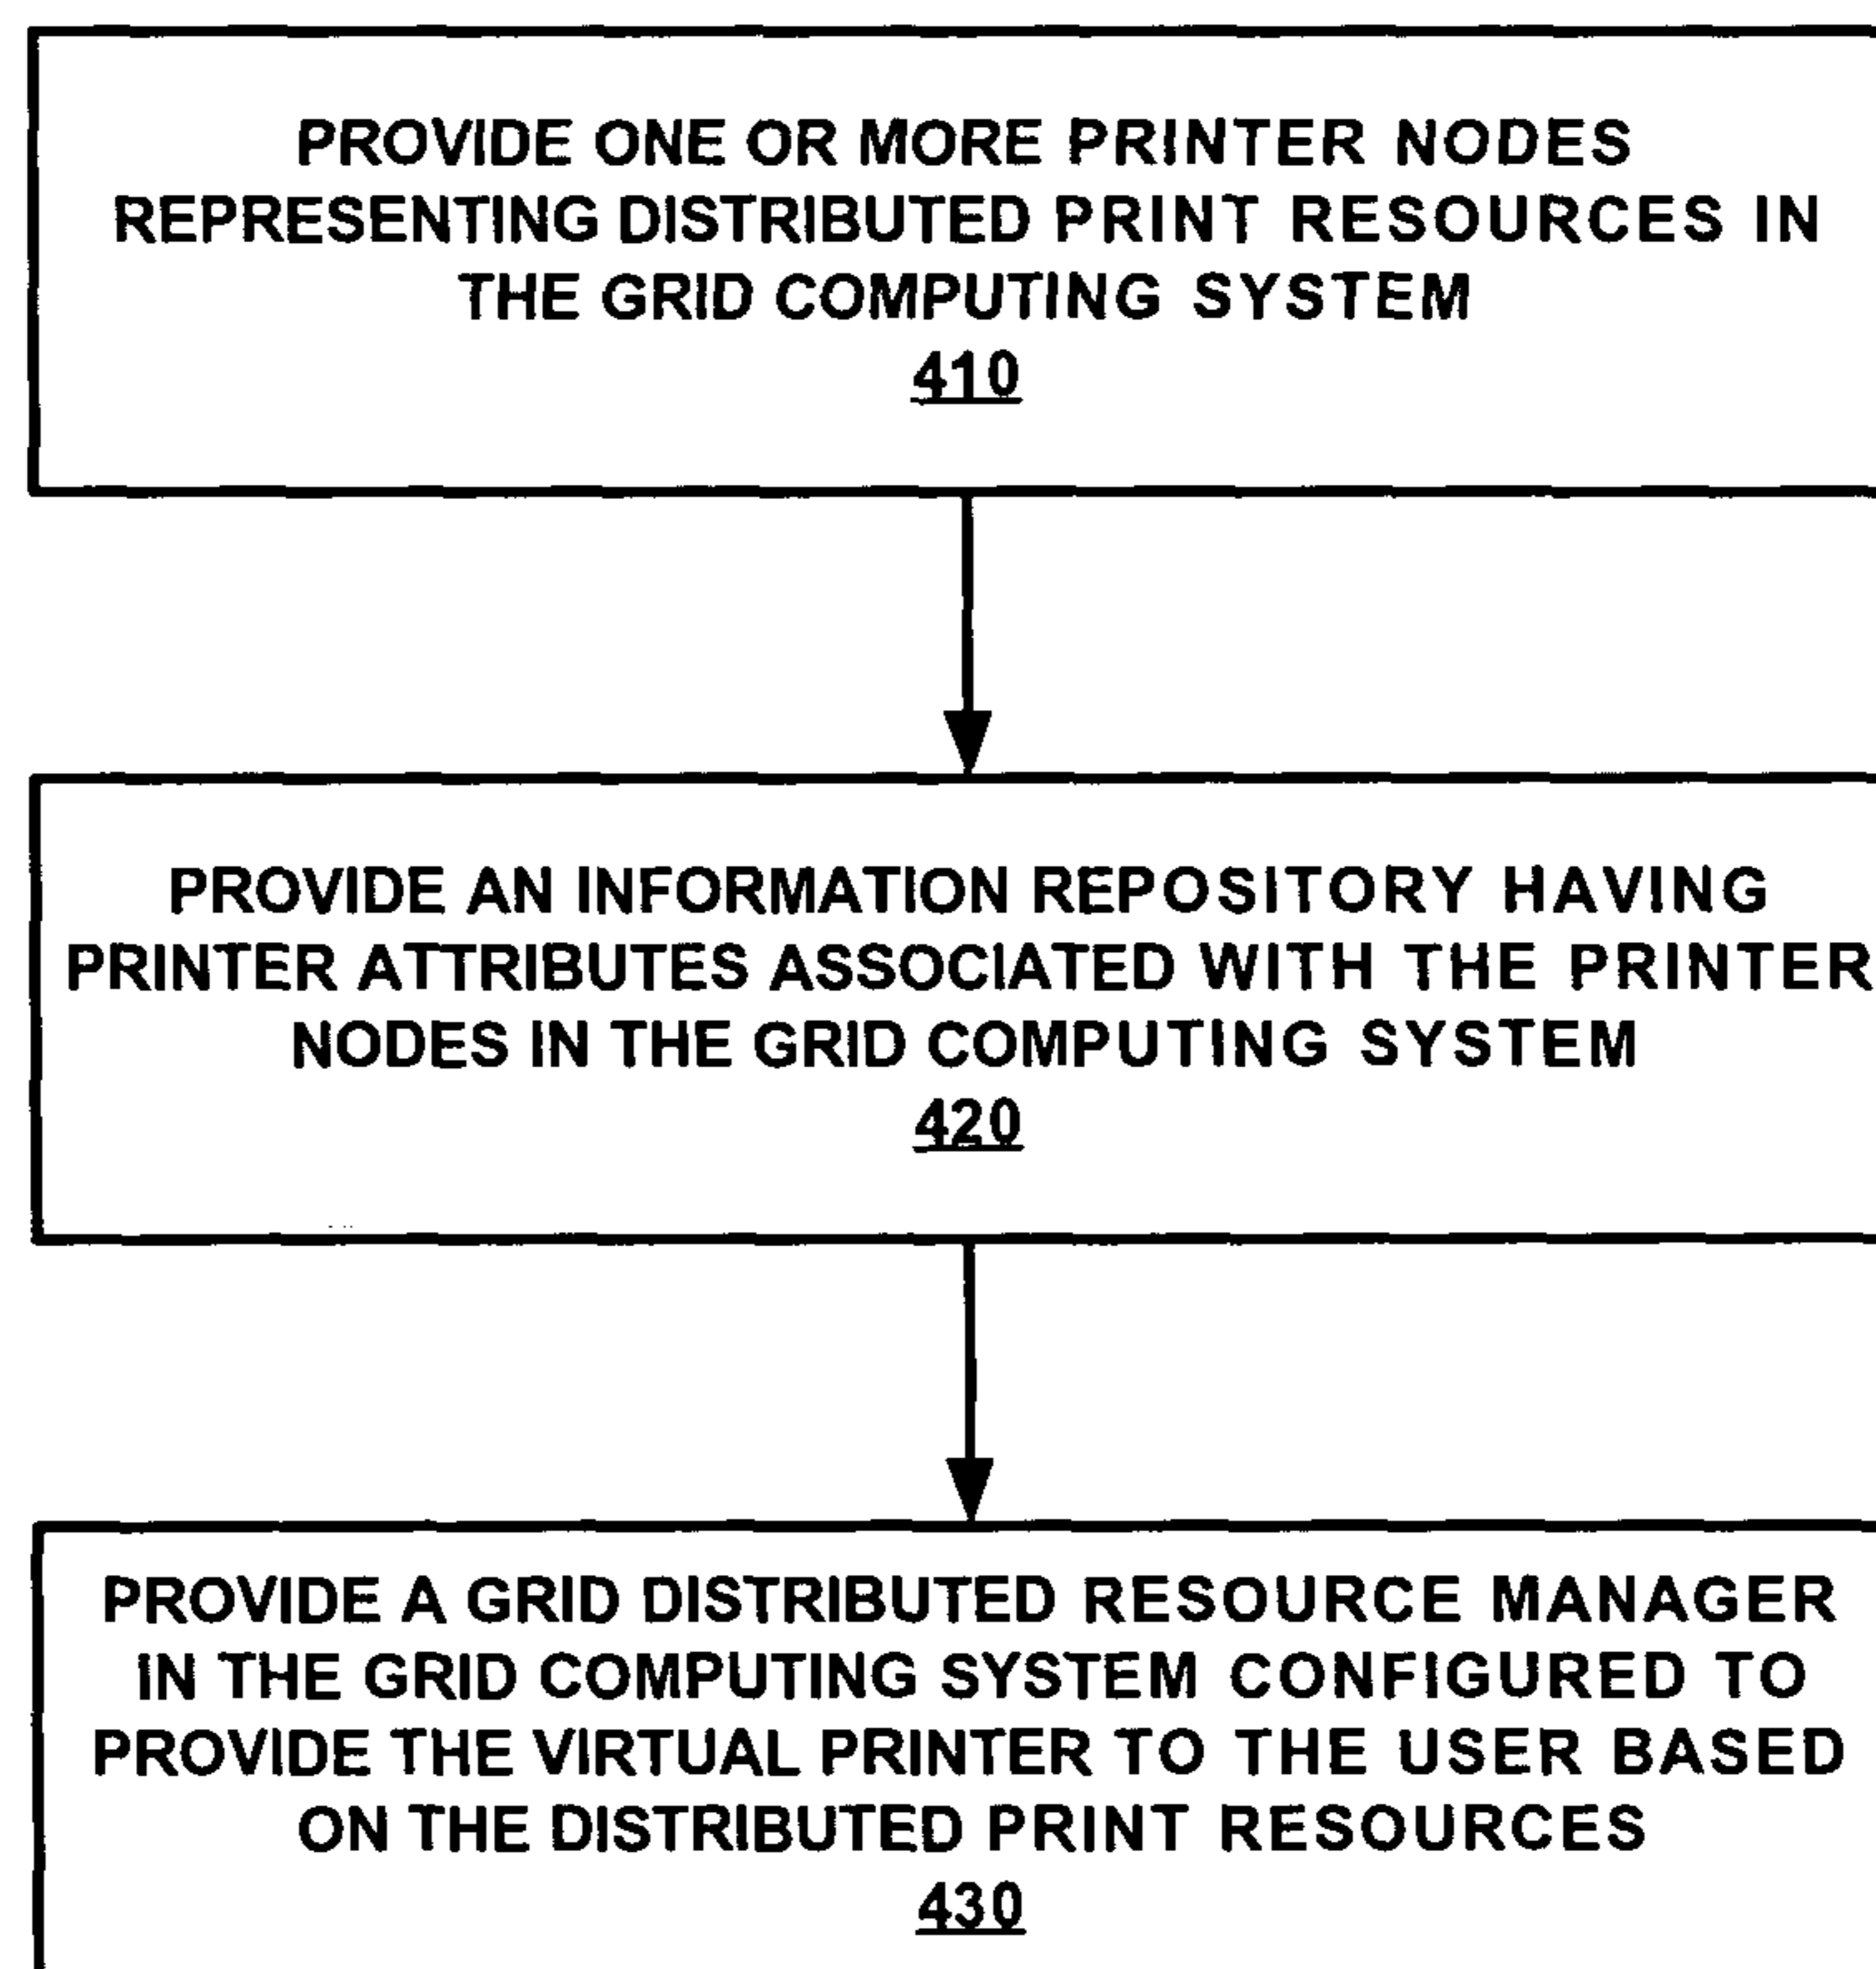 PROVIDE ONE OR MORE PRINTER NODES
REPRESENTING DISTRIBUTED PRINT RESOURCES IN
THE GRID COMPUTING SYSTEM
410
PROVIDE AN INFORMATION REPOSITORY HAVING
PRINTER ATTRIBUTES ASSOCIATED WITH THE PRINTER
NODES IN THE GRID COMPUTING SYSTEM
420
PROVIDE A GRID DISTRIBUTED RESOURCE MANAGER
IN THE GRID COMPUTING SYSTEM CONFIGURED TO
PROVIDE THE VIRTUAL PRINTER TO THE USER BASED
ON THE DISTRIBUTED PRINT RESOURCES
430